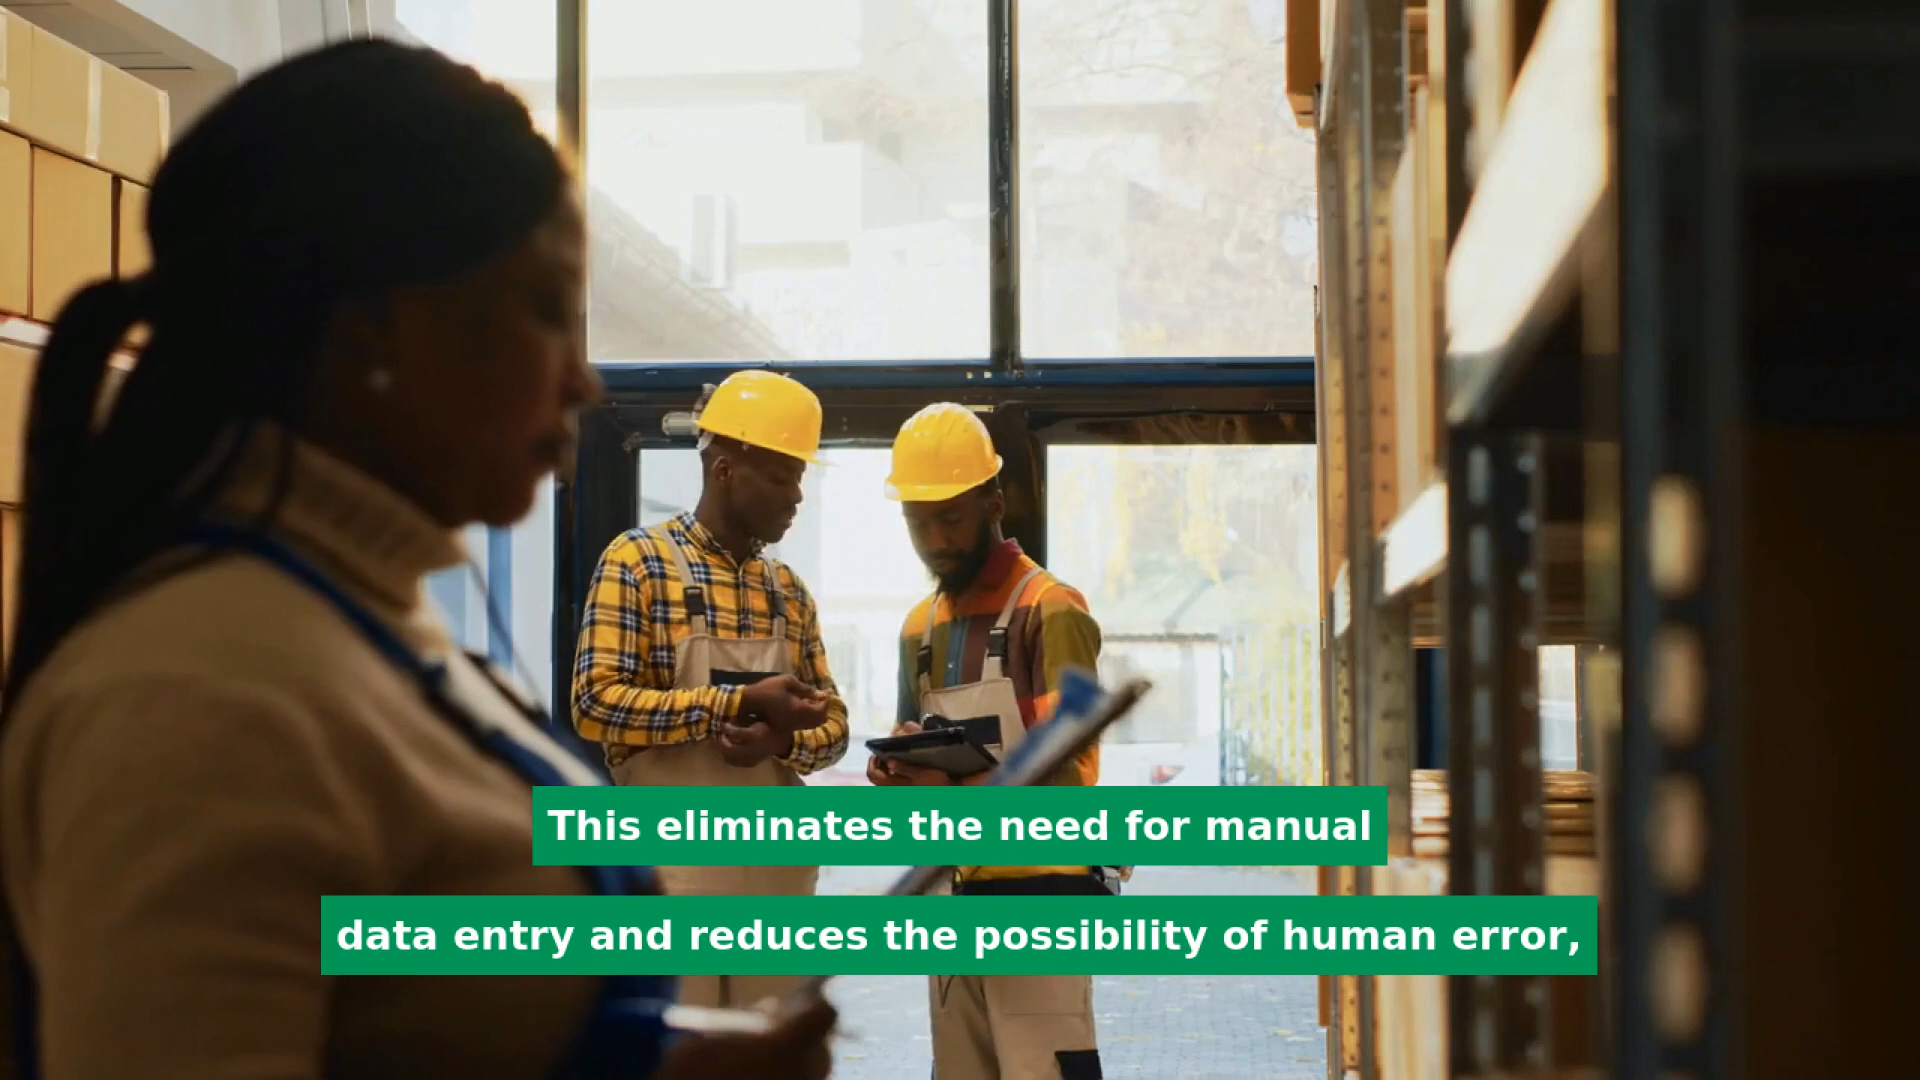 This eliminates the need for manual
data entry and reduces the possibility of human error,